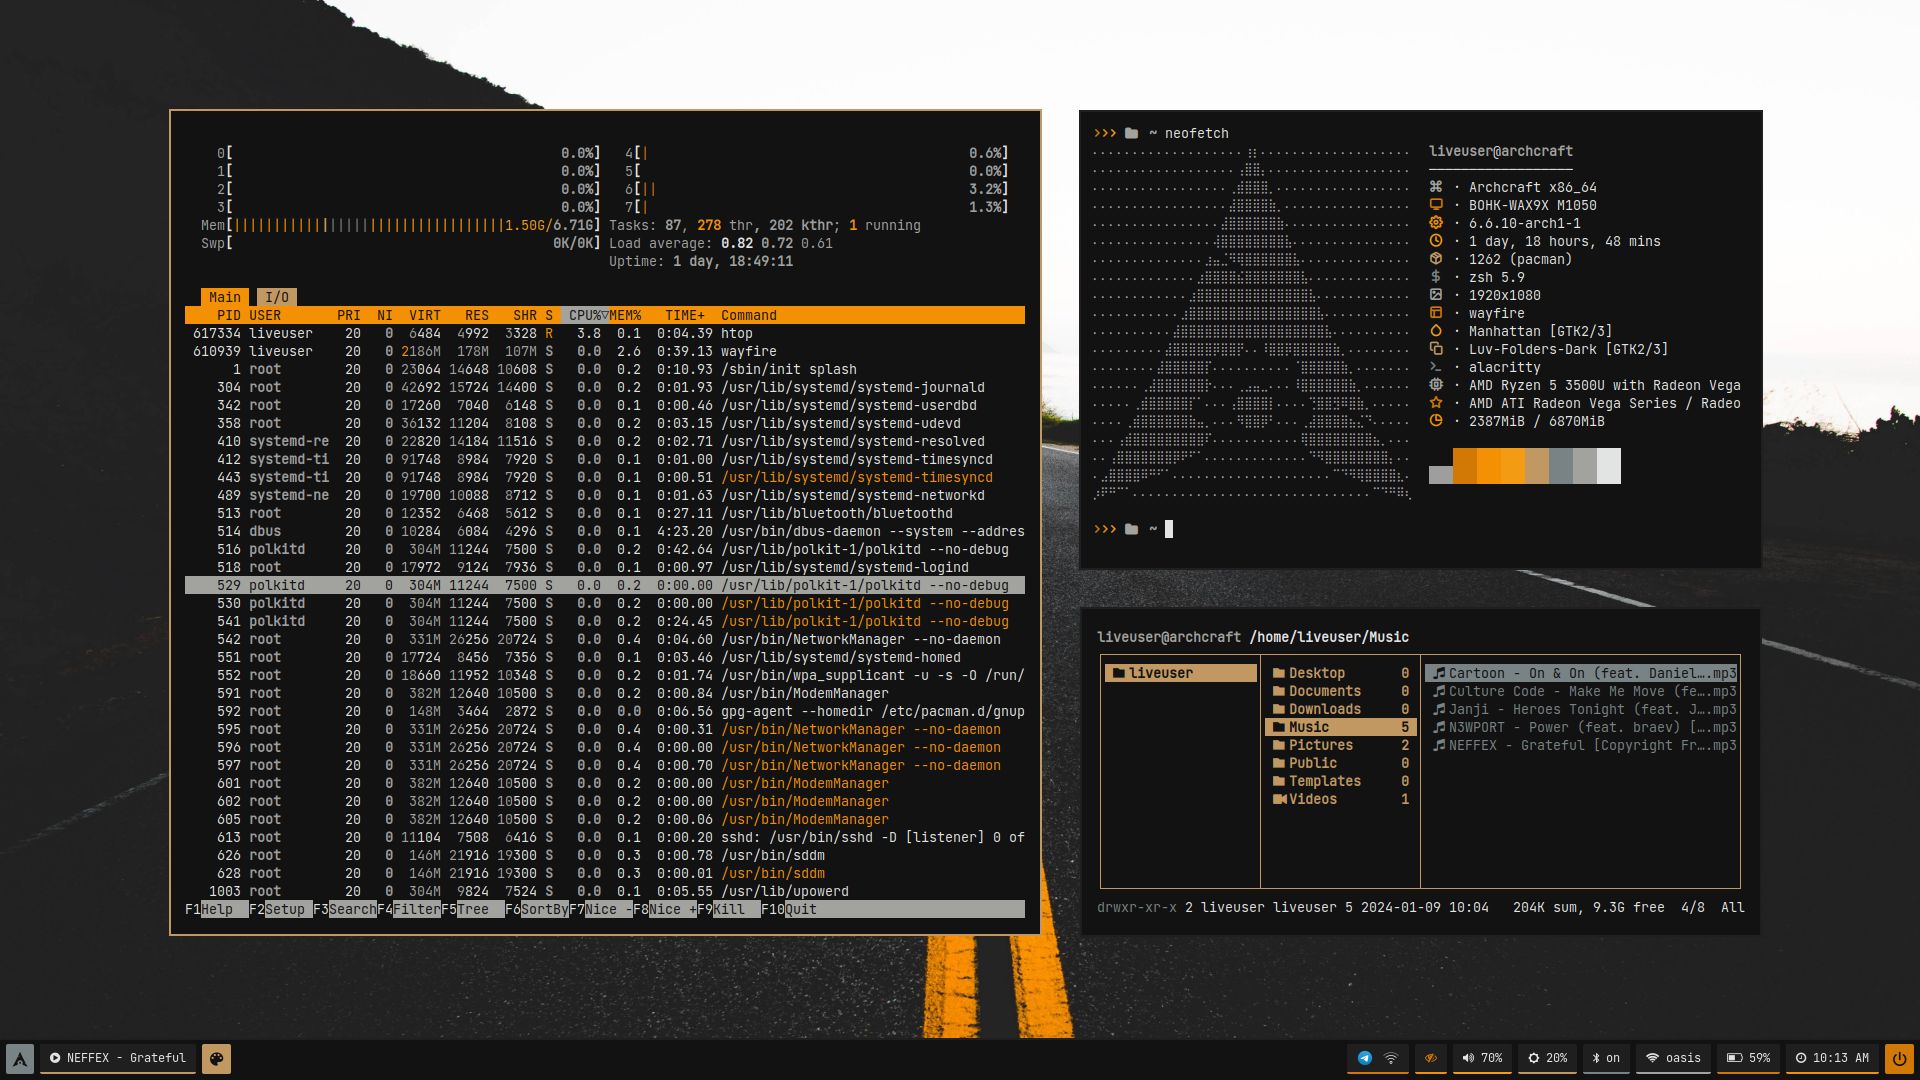 0[ 0.0%] 4[| 0.6%]
1[ 0.0%] 5[ 0.0%]
2[ 0.0%] 6[|| 3.2%]
3[ 0.0%] 7[| 1.3%]
Mem[||||||||||||||||||||||||||||||||||1.50G/6.71G] Tasks: 87, 278 thr, 202 kthr; 1 running
Swp[ 0K/0K] Load average: 0.82 0.72 0.61
Uptime: 1 day, 18:49:11
Main I/O
PID USER PRI NI VIRT RES SHR S CPU%▽MEM% TIME+ Command
617334 liveuser 20 0 6484 4992 3328 R 3.8 0.1 0:04.39 htop
610939 liveuser 20 0 2186M 178M 107M S 0.0 2.6 0:39.13 wayfire
1 root 20 0 23064 14648 10608 S 0.0 0.2 0:10.93 /sbin/init splash
304 root 20 0 42692 15724 14400 S 0.0 0.2 0:01.93 /usr/lib/systemd/systemd-journald
342 root 20 0 17260 7040 6148 S 0.0 0.1 0:00.46 /usr/lib/systemd/systemd-userdbd
358 root 20 0 36132 11204 8108 S 0.0 0.2 0:03.15 /usr/lib/systemd/systemd-udevd
410 systemd-re 20 0 22820 14184 11516 S 0.0 0.2 0:02.71 /usr/lib/systemd/systemd-resolved
412 systemd-ti 20 0 91748 8984 7920 S 0.0 0.1 0:01.00 /usr/lib/systemd/systemd-timesyncd
443 systemd-ti 20 0 91748 8984 7920 S 0.0 0.1 0:00.51 /usr/lib/systemd/systemd-timesyncd
489 systemd-ne 20 0 19700 10088 8712 S 0.0 0.1 0:01.63 /usr/lib/systemd/systemd-networkd
513 root 20 0 12352 6468 5612 S 0.0 0.1 0:27.11 /usr/lib/bluetooth/bluetoothd
514 dbus 20 0 10284 6084 4296 S 0.0 0.1 4:23.20 /usr/bin/dbus-daemon --system --addres
516 polkitd 20 0 304M 11244 7500 S 0.0 0.2 0:42.64 /usr/lib/polkit-1/polkitd --no-debug
518 root 20 0 17972 9124 7936 S 0.0 0.1 0:00.97 /usr/lib/systemd/systemd-logind
529 polkitd 20 0 304M 11244 7500 S 0.0 0.2 0:00.00 /usr/lib/polkit-1/polkitd --no-debug
530 polkitd 20 0 304M 11244 7500 S 0.0 0.2 0:00.00 /usr/lib/polkit-1/polkitd --no-debug
541 polkitd 20 0 304M 11244 7500 S 0.0 0.2 0:24.45 /usr/lib/polkit-1/polkitd --no-debug
542 root 20 0 331M 26256 20724 S 0.0 0.4 0:04.60 /usr/bin/NetworkManager --no-daemon
551 root 20 0 17724 8456 7356 S 0.0 0.1 0:03.46 /usr/lib/systemd/systemd-homed
552 root 20 0 18660 11952 10348 S 0.0 0.2 0:01.74 /usr/bin/wpa_supplicant -u -s -O /run/
591 root 20 0 382M 12640 10500 S 0.0 0.2 0:00.84 /usr/bin/ModemManager
592 root 20 0 148M 3464 2872 S 0.0 0.0 0:06.56 gpg-agent --homedir /etc/pacman.d/gnup
595 root 20 0 331M 26256 20724 S 0.0 0.4 0:00.31 /usr/bin/NetworkManager --no-daemon
596 root 20 0 331M 26256 20724 S 0.0 0.4 0:00.00 /usr/bin/NetworkManager --no-daemon
597 root 20 0 331M 26256 20724 S 0.0 0.4 0:00.70 /usr/bin/NetworkManager --no-daemon
601 root 20 0 382M 12640 10500 S 0.0 0.2 0:00.00 /usr/bin/ModemManager
602 root 20 0 382M 12640 10500 S 0.0 0.2 0:00.00 /usr/bin/ModemManager
605 root 20 0 382M 12640 10500 S 0.0 0.2 0:00.06 /usr/bin/ModemManager
613 root 20 0 11104 7508 6416 S 0.0 0.1 0:00.20 sshd: /usr/bin/sshd -D [listener] 0 of
626 root 20 0 146M 21916 19300 S 0.0 0.3 0:00.78 /usr/bin/sddm
628 root 20 0 146M 21916 19300 S 0.0 0.3 0:00.01 /usr/bin/sddm
1003 root 20 0 304M 9824 7524 S 0.0 0.1 0:05.55 /usr/lib/upowerd
F1Help F2Setup F3SearchF4FilterF5Tree F6SortByF7Nice -F8Nice +F9Kill F10Quit
~ neofetch
liveuser@archcraft
· Archcraft x86_64
· BOHK-WAX9X M1050
· 6.6.10-arch1-1
· 1 day, 18 hours, 48 mins
· 1262 (pacman)
$ · zsh 5.9
· 1920x1080
· wayfire
· Manhattan [GTK2/3]
· Luv-Folders-Dark [GTK2/3]
· alacritty
· AMD Ryzen 5 3500U with Radeon Vega
· AMD ATI Radeon Vega Series / Radeo
· 2387MiB / 6870MiB
~
liveuser@archcraft /home/liveuser/Music
liveuser
Desktop 0
Documents 0
Downloads 0
Music 5
Pictures 2
Public 0
Templates 0
Videos 1
Cartoon - On & On (feat. Daniel….mp3
Culture Code - Make Me Move (fe….mp3
Janji - Heroes Tonight (feat. J….mp3
N3WPORT - Power (feat. braev) [….mp3
NEFFEX - Grateful [Copyright Fr….mp3
drwxr-xr-x 2 liveuser liveuser 5 2024-01-09 10:04 204K sum, 9.3G free 4/8 All
NEFFEX - Grateful
70% 20% on oasis 59% 10:13 AM